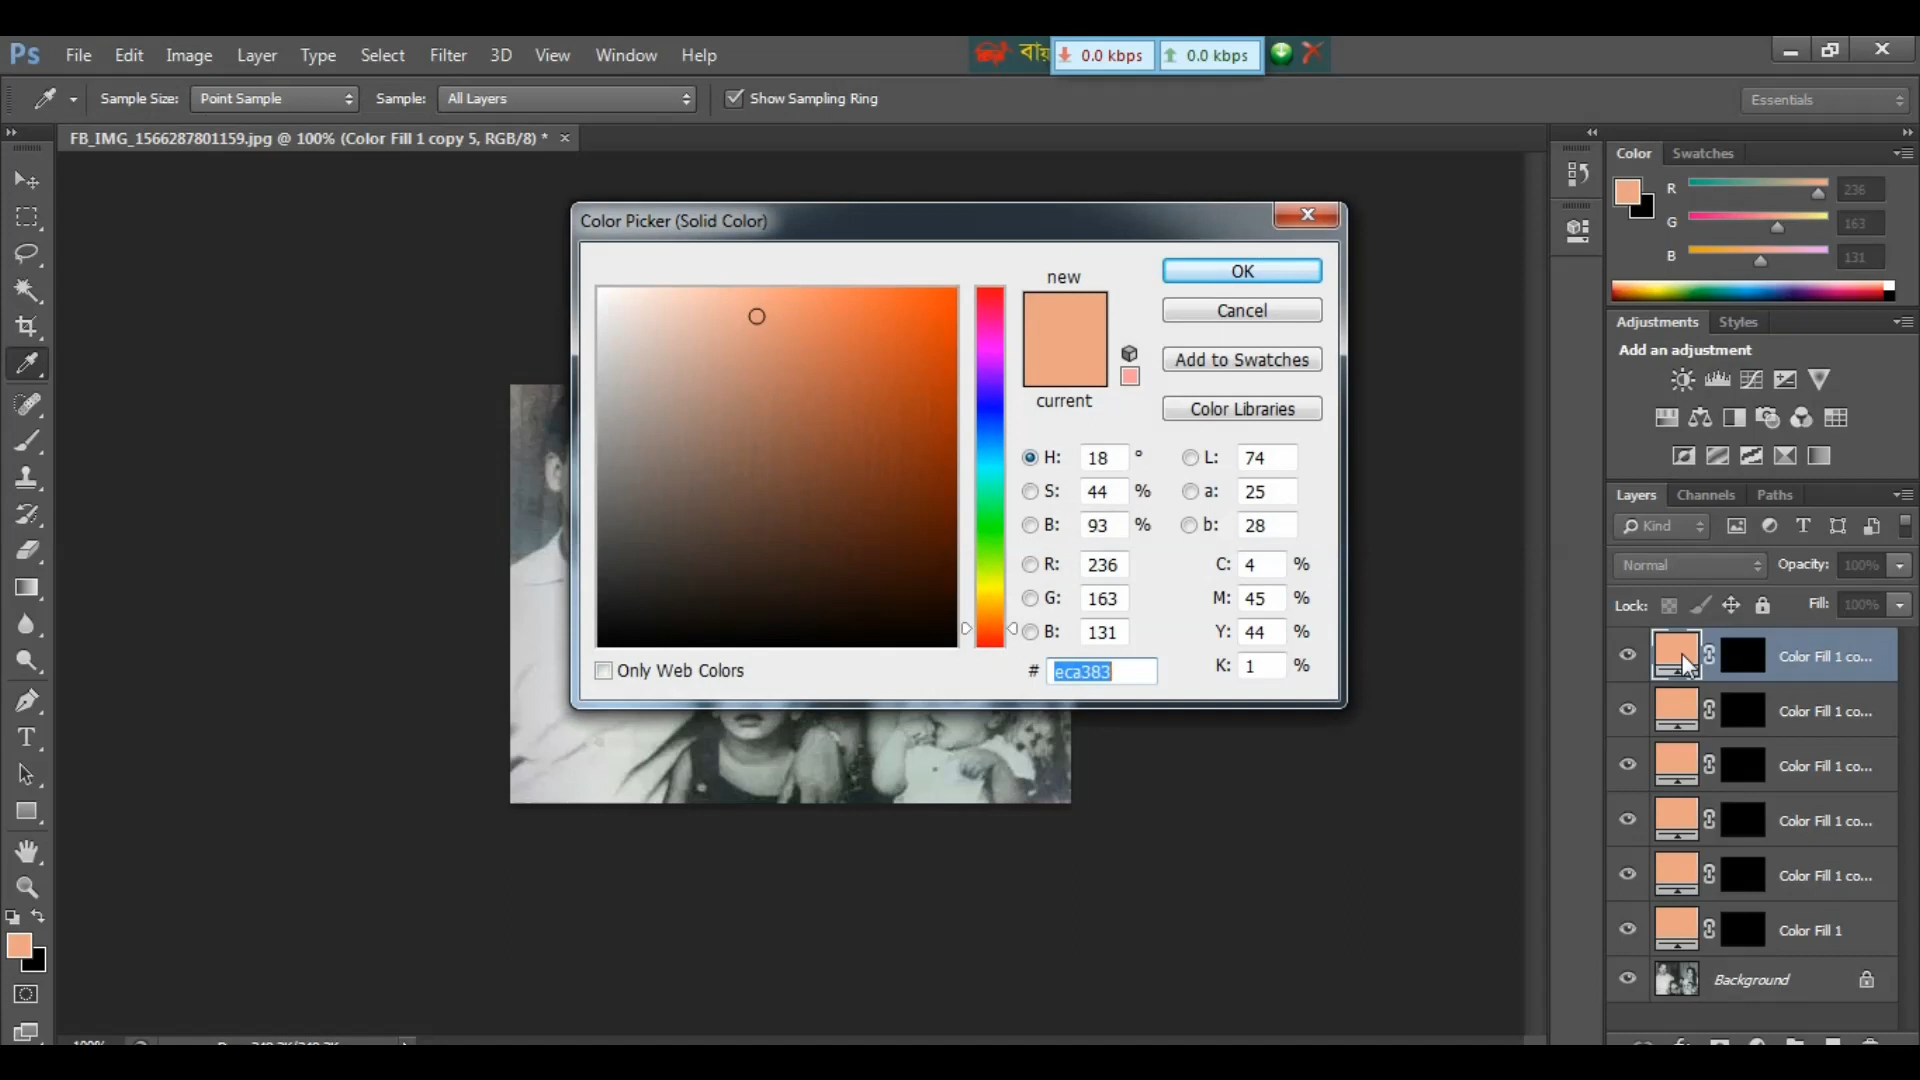 Ps File Edit Image Layer Type Select Filter 3D View Window Help
0.0 kbps 0.0 kbps
Sample Size: Point Sample Sample: All Layers Show Sampling Ring
Essentials
FB_IMG_1566287801159.jpg @ 100% (Color Fill 1 copy 5, RGB/8) * ×
Color Swatches
R 236
G 163
B 131
Adjustments Styles
Add an adjustment
Layers Channels Paths
Kind
Normal Opacity: 100%
Lock: Fill: 100%
Color Fill 1 co...
Color Fill 1 co...
Color Fill 1 co...
Color Fill 1 co...
Color Fill 1 co...
Color Fill 1
Background
Color Picker (Solid Color)
new
current
OK
Cancel
Add to Swatches
Color Libraries
H: 18 ° L: 74
S: 44 % a: 25
B: 93 % b: 28
R: 236 C: 4 %
G: 163 M: 45 %
B: 131 Y: 44 %
# eca383 K: 1 %
Only Web Colors